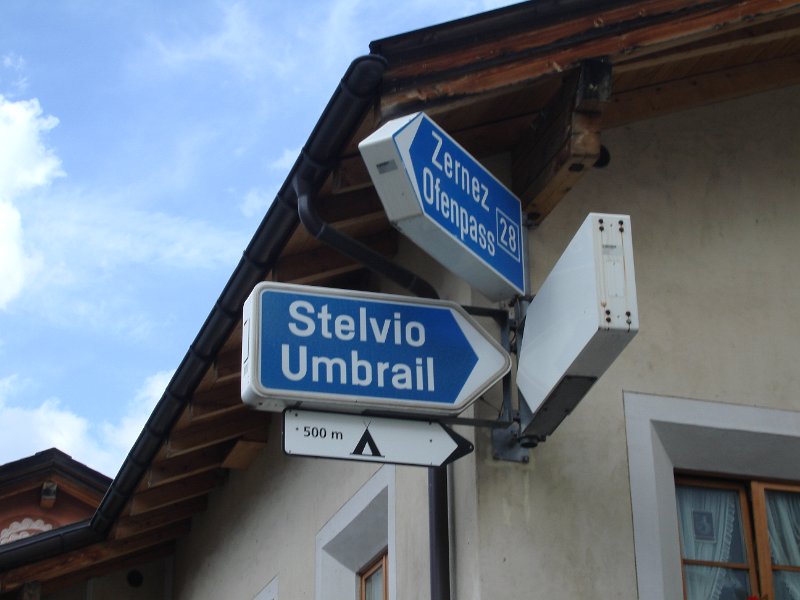 Zernez
Ofenpass 28
Stelvio
Umbrail
500 m